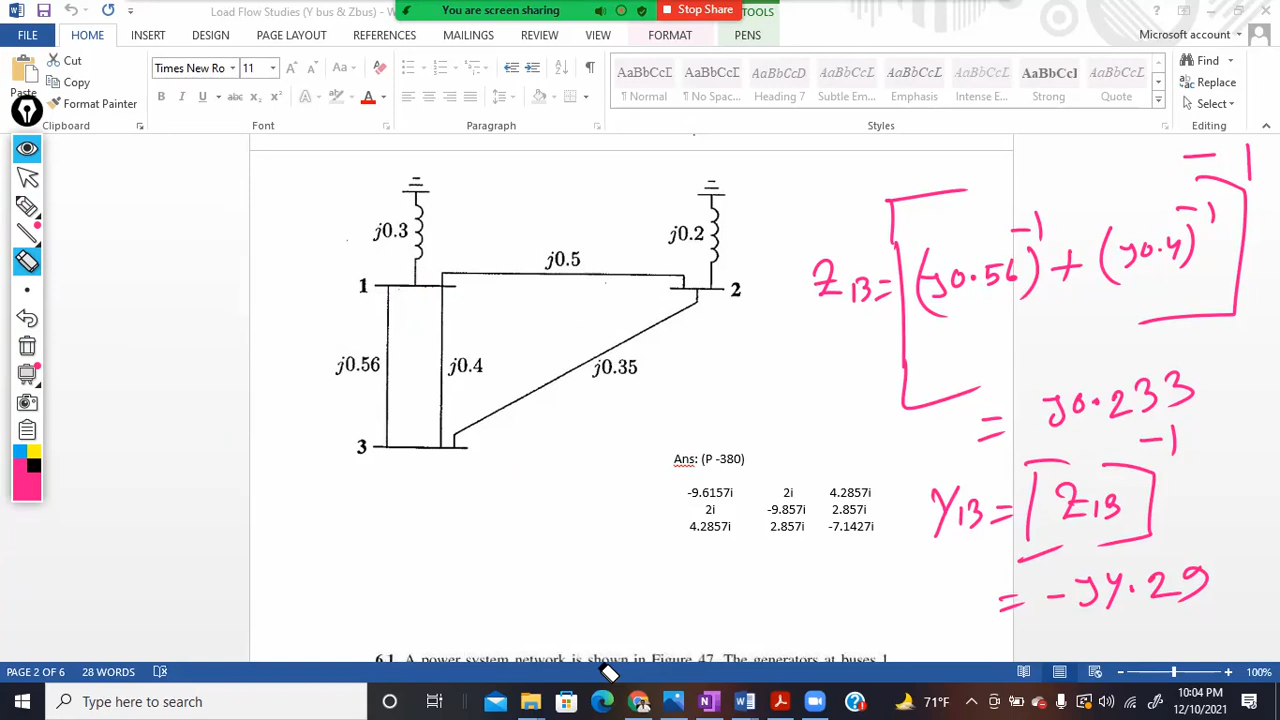 Load Flow Studies (Y bus & Zbus)
You are screen sharing
Stop Share
TOOLS
FILE HOME INSERT DESIGN PAGE LAYOUT REFERENCES MAILINGS REVIEW VIEW FORMAT PENS
Microsoft account
Cut
Copy
Format Painter
Paste
Clipboard
Times New Ro 11
Font
Paragraph
AaBbCcD ¶ Normal
AaBbCcD ¶ No Spac...
AaBbCcD Heading 7
AaBbCcD Subtle Em...
AaBbCcD Emphasis
AaBbCcD Intense E...
AaBbCcI Strong
AaBbCcD Quote
Styles
Find
Replace
Select
Editing
j0.3
j0.2
j0.5
1
2
j0.56
j0.4
j0.35
3
Ans: (P -380)
-9.6157i 2i 4.2857i
2i -9.857i 2.857i
4.2857i 2.857i -7.1427i
Z13 = [(j0.56)-1 + (j0.4)-1]-1
= j0.233
Y13 = [Z13]-1
= -j4.29
6.1 A power system network is shown in Figure 47. The generators at buses 1
PAGE 2 OF 6 28 WORDS
100%
Type here to search
71°F
10:04 PM
12/10/2021